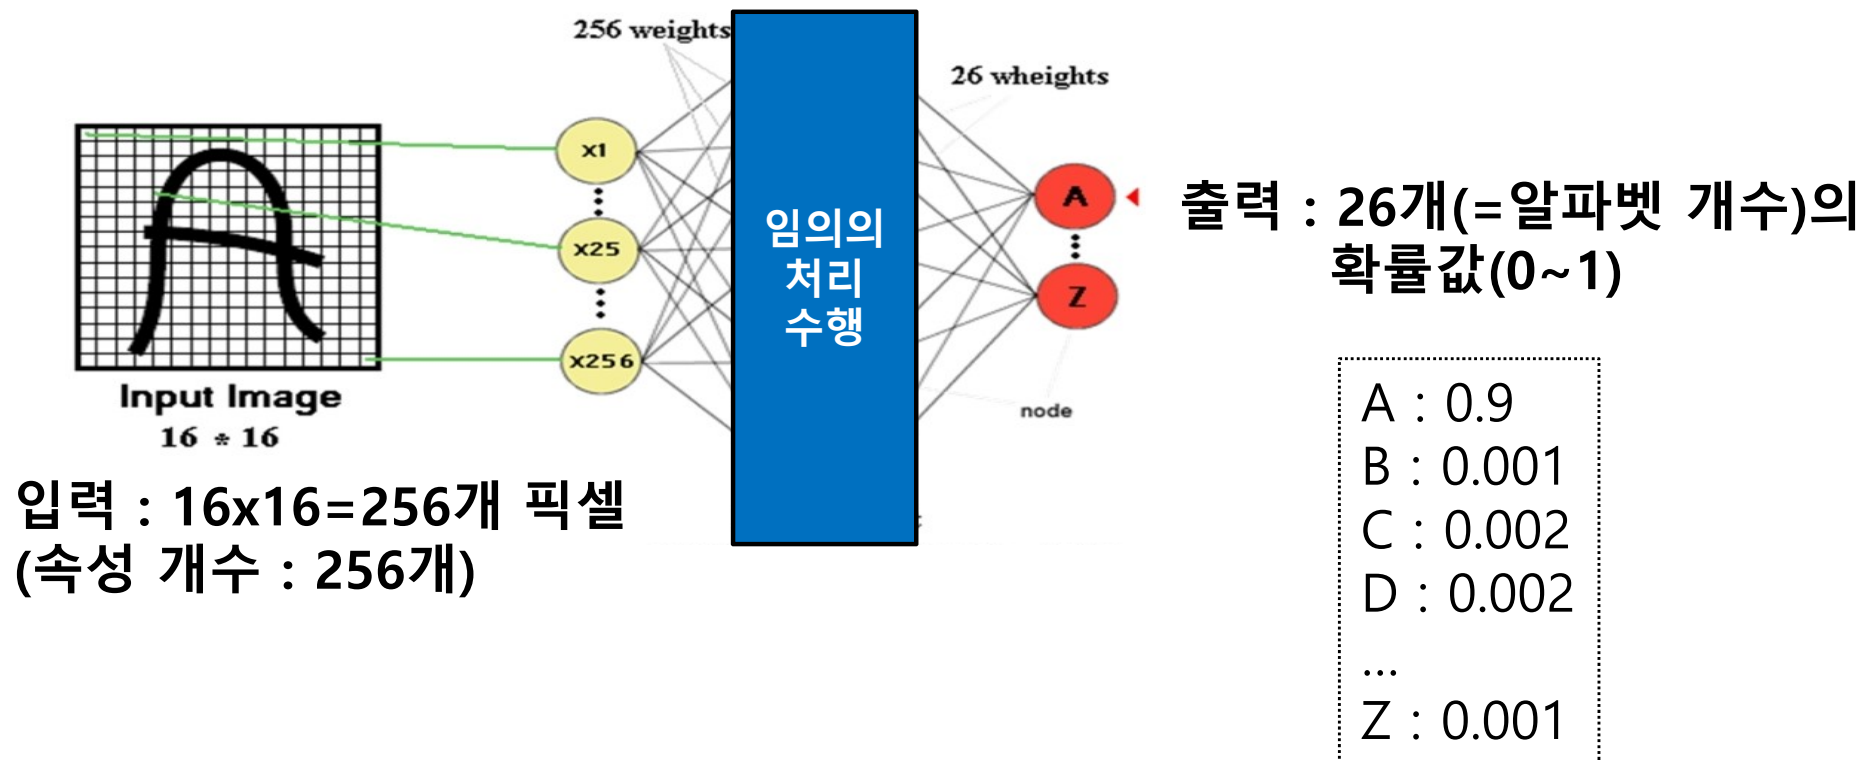 256 weights
26 wheights
x1
x25
x256
Input Image
16 * 16
입력 : 16x16=256개 픽셀
(속성 개수 : 256개)
임의의
처리
수행
A
Z
node
출력 : 26개(=알파벳 개수)의
확률값(0~1)
A : 0.9
B : 0.001
C : 0.002
D : 0.002
...
Z : 0.001